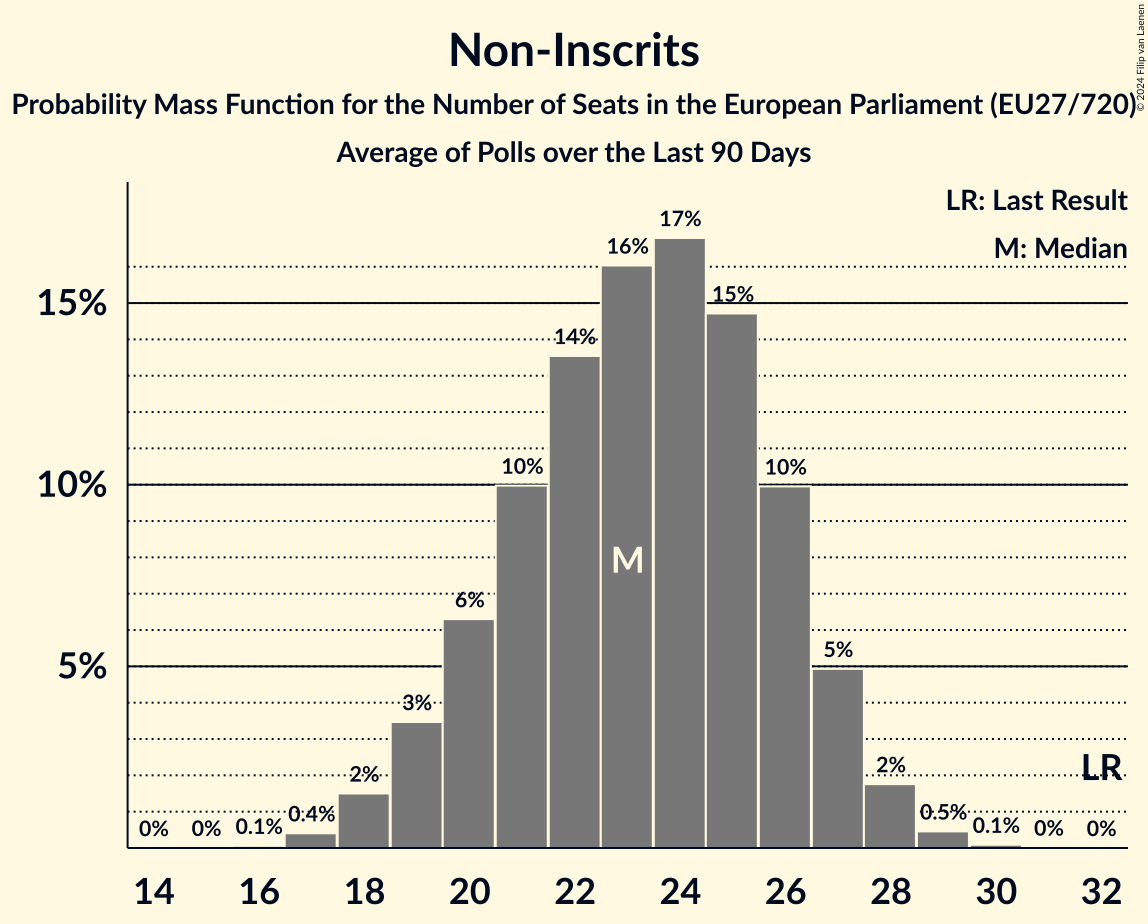 Non-Inscrits
Probability Mass Function for the Number of Seats in the European Parliament (EU27/720)
Average of Polls over the Last 90 Days
© 2024 Filip van Laenen
LR: Last Result
M: Median
15%
10%
5%
0%
0%
0.1%
0.4%
2%
3%
6%
10%
14%
16%
17%
15%
10%
5%
2%
0.5%
0.1%
0%
0%
M
LR
14 16 18 20 22 24 26 28 30 32